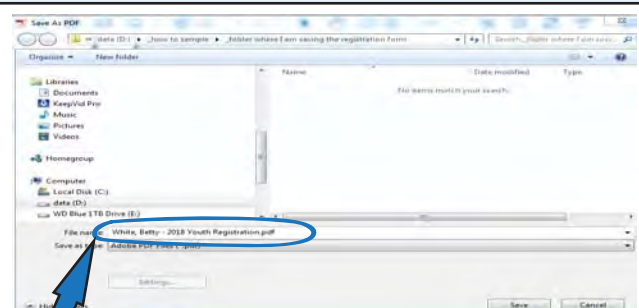 Save As PDF
data (D:) ▸ _how to sample ▸ _folder where I am saving the registration form
Organize New folder
Name Date modified Type
No items match your search.
Libraries
Documents
KeepVid Pro
Music
Pictures
Videos
Homegroup
Computer
Local Disk (C:)
data (D:)
WD Blue 1TB Drive (E:)
File name: White, Betty - 2018 Youth Registration.pdf
Save as type: Adobe PDF Files (*.pdf)
Settings...
Save Cancel